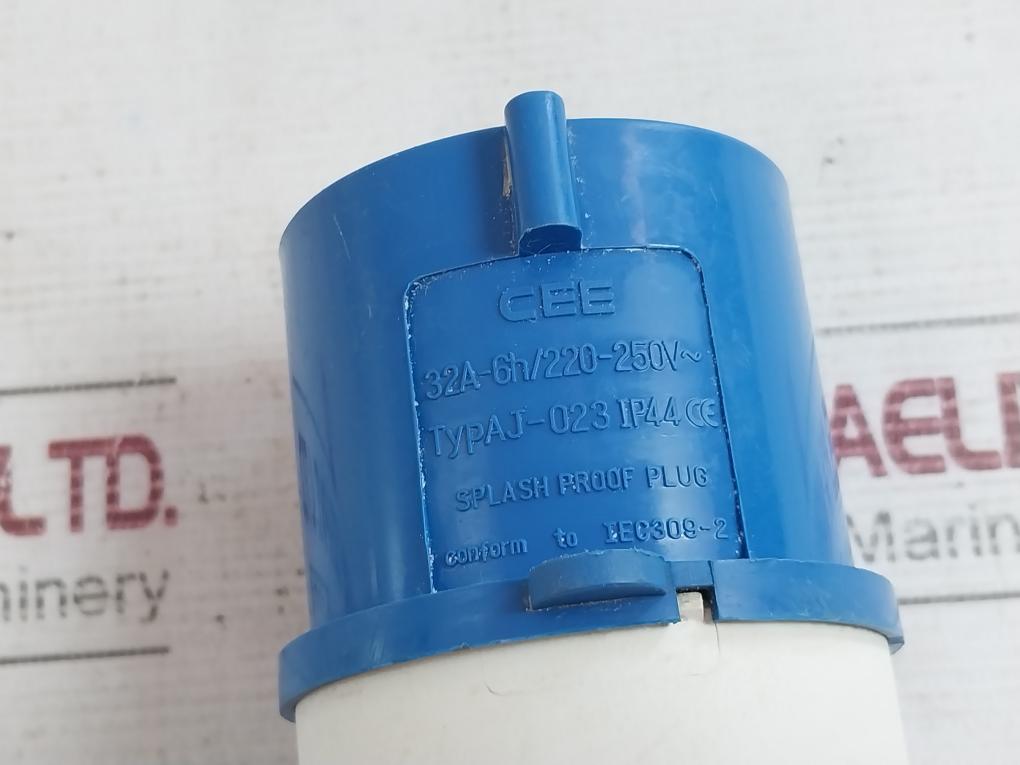 CEE
32A-6h/220-250V~
TypAJ-023 IP44 CE
SPLASH PROOF PLUG
conform to IEC309-2
LTD.
AEL
Marin
hinery